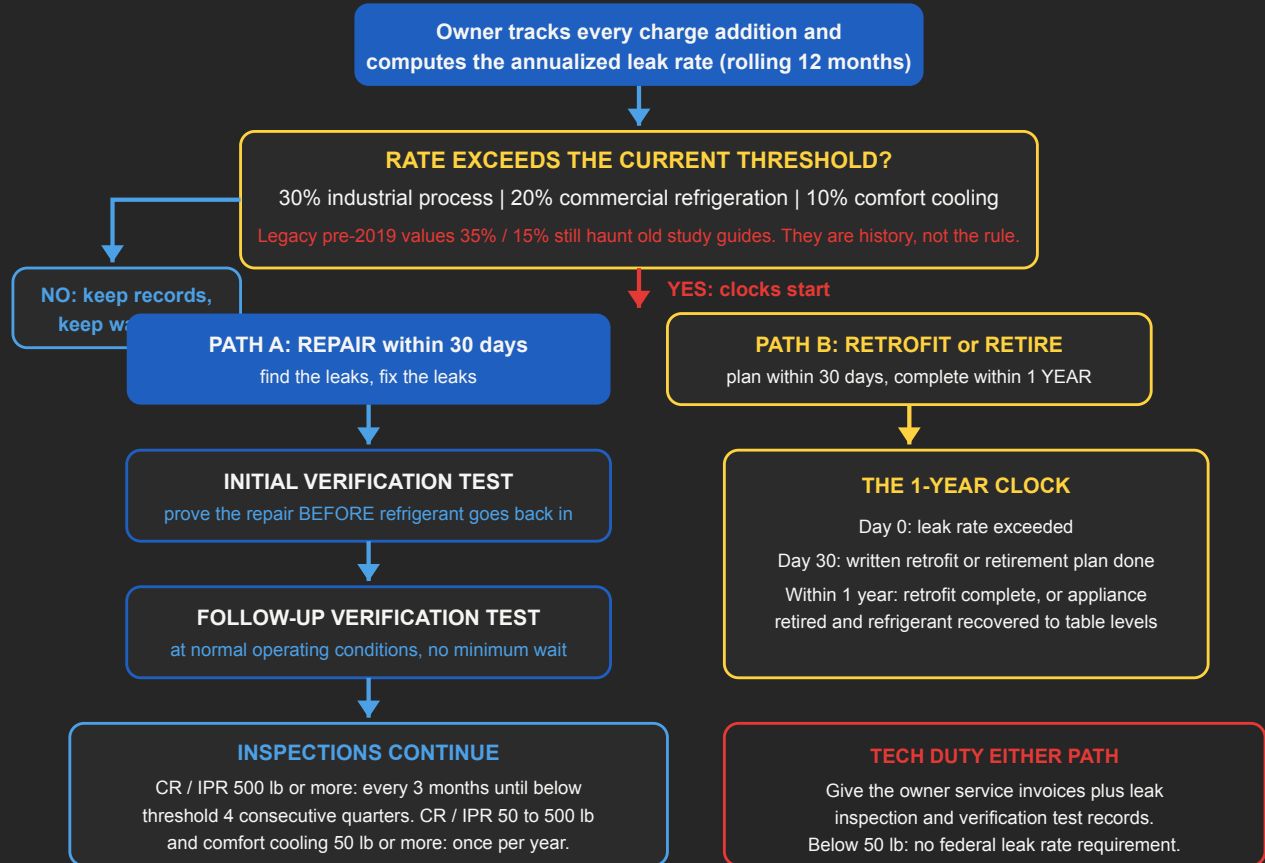 Owner tracks every charge addition and
computes the annualized leak rate (rolling 12 months)
RATE EXCEEDS THE CURRENT THRESHOLD?
30% industrial process | 20% commercial refrigeration | 10% comfort cooling
Legacy pre-2019 values 35% / 15% still haunt old study guides. They are history, not the rule.
NO: keep records,
keep
YES: clocks start
PATH A: REPAIR within 30 days
find the leaks, fix the leaks
PATH B: RETROFIT or RETIRE
plan within 30 days, complete within 1 YEAR
INITIAL VERIFICATION TEST
prove the repair BEFORE refrigerant goes back in
FOLLOW-UP VERIFICATION TEST
at normal operating conditions, no minimum wait
THE 1-YEAR CLOCK
Day 0: leak rate exceeded
Day 30: written retrofit or retirement plan done
Within 1 year: retrofit complete, or appliance
retired and refrigerant recovered to table levels
INSPECTIONS CONTINUE
CR / IPR 500 lb or more: every 3 months until below
threshold 4 consecutive quarters. CR / IPR 50 to 500 lb
and comfort cooling 50 lb or more: once per year.
TECH DUTY EITHER PATH
Give the owner service invoices plus leak
inspection and verification test records.
Below 50 lb: no federal leak rate requirement.